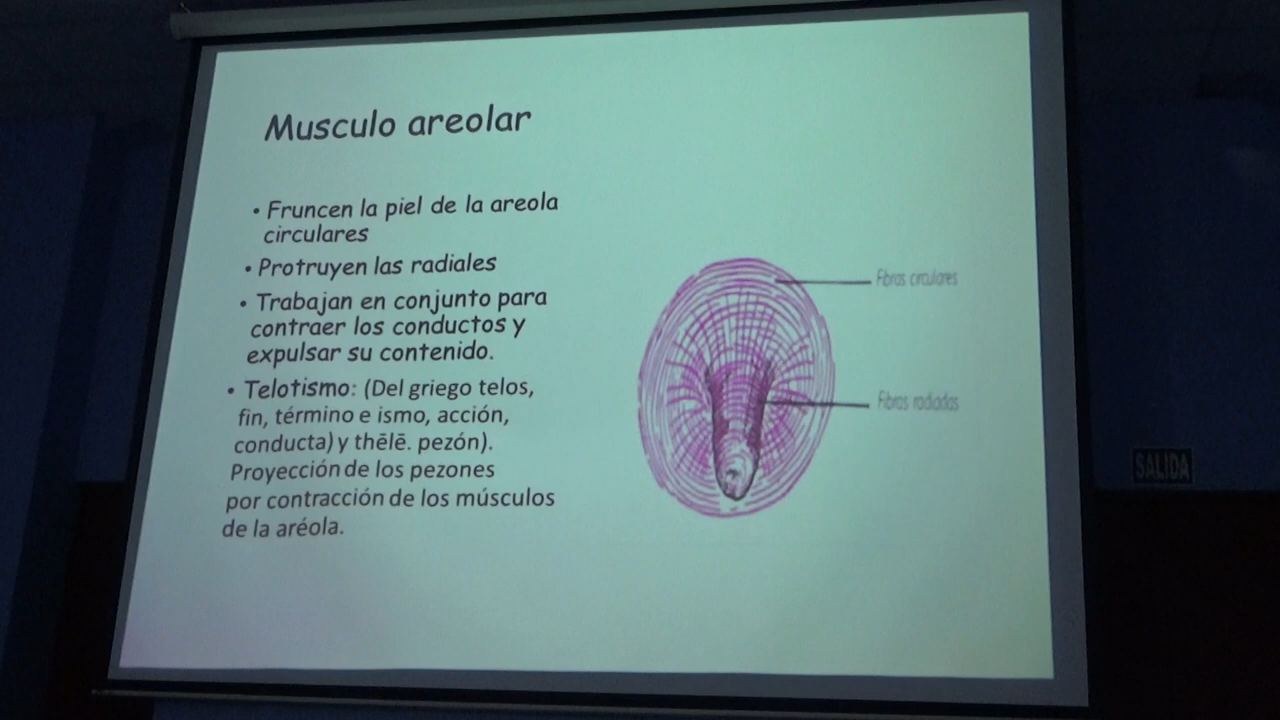 Musculo areolar
• Fruncen la piel de la areola
circulares
• Protruyen las radiales
• Trabajan en conjunto para
contraer los conductos y
expulsar su contenido.
• Telotismo: (Del griego telos,
fin, término e ismo, acción,
conducta) y thēlē. pezón).
Proyección de los pezones
por contracción de los músculos
de la aréola.
Fibras circulares
Fibras radiadas
SALIDA